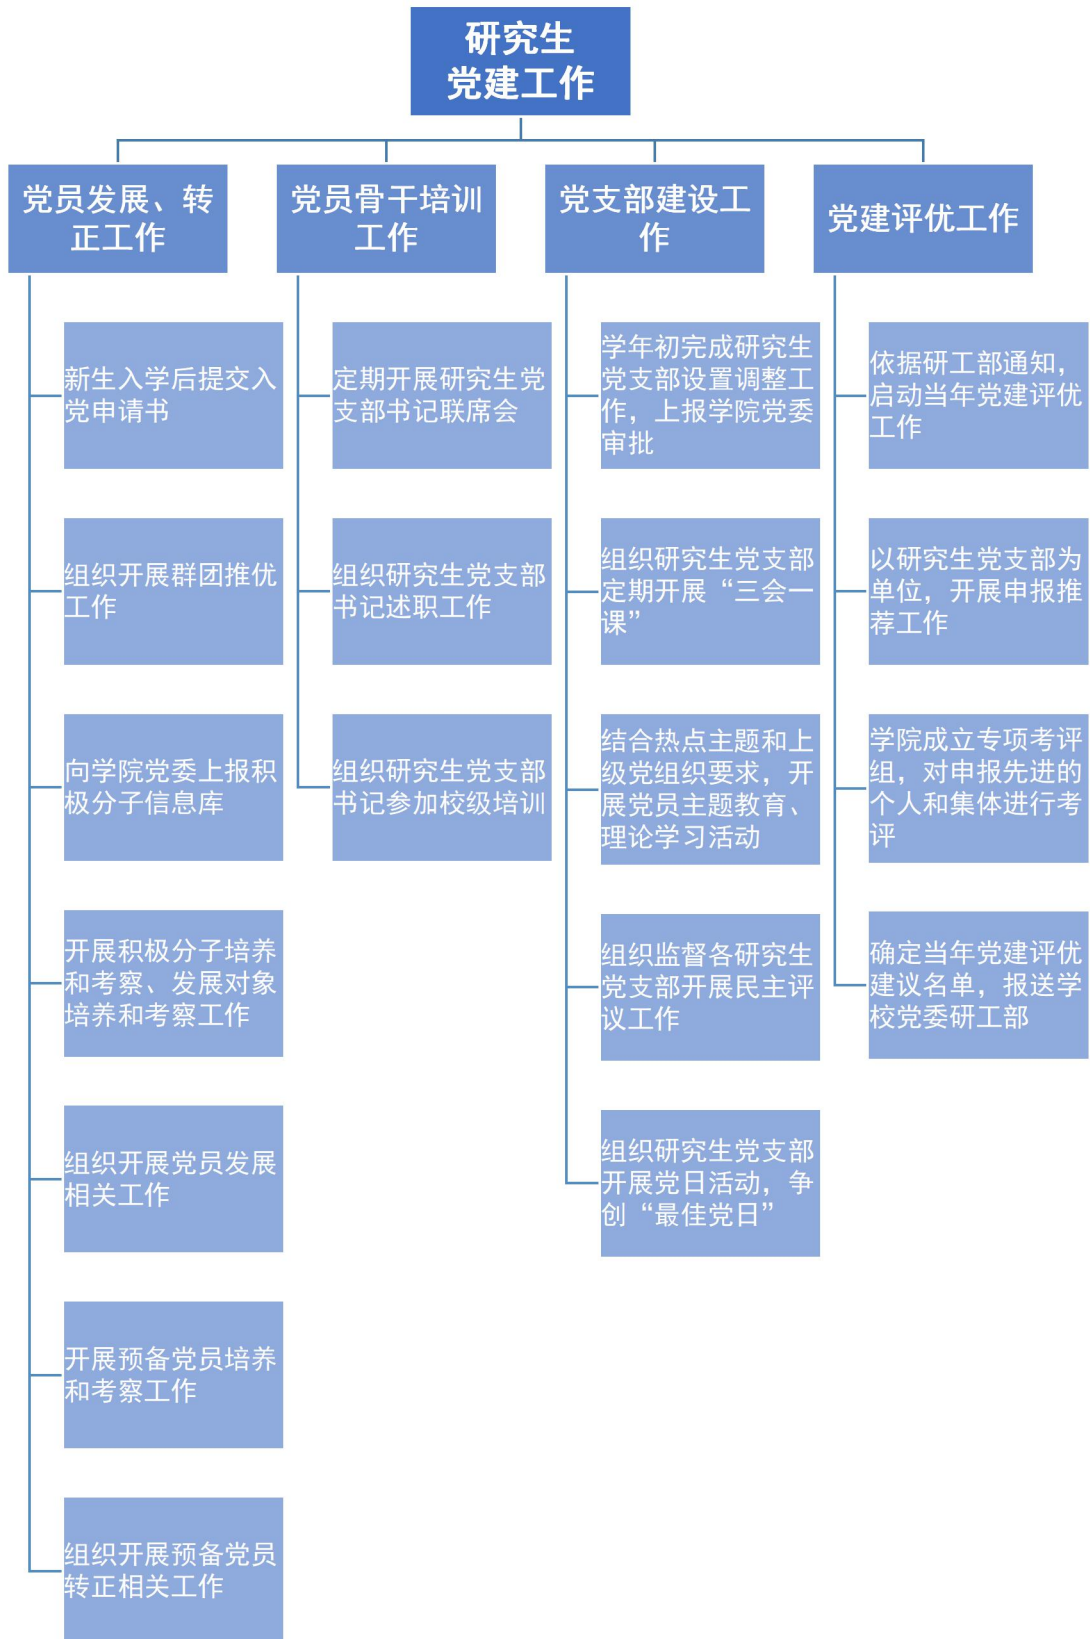 研究生
党建工作
党员发展、转
正工作
新生入学后提交入
党申请书
组织开展群团推优
工作
向学院党委上报积
极分子信息库
开展积极分子培养
和考察、发展对象
培养和考察工作
组织开展党员发展
相关工作
开展预备党员培养
和考察工作
组织开展预备党员
转正相关工作
党员骨干培训
工作
定期开展研究生党
支部书记联席会
组织研究生党支部
书记述职工作
组织研究生党支部
书记参加校级培训
党支部建设工
作
学年初完成研究生
党支部设置调整工
作，上报学院党委
审批
组织研究生党支部
定期开展“三会一
课”
结合热点主题和上
级党组织要求，开
展党员主题教育、
理论学习活动
组织监督各研究生
党支部开展民主评
议工作
组织研究生党支部
开展党日活动，争
创“最佳党日”
党建评优工作
依据研工部通知，
启动当年党建评优
工作
以研究生党支部为
单位，开展申报推
荐工作
学院成立专项考评
组，对申报先进的
个人和集体进行考
评
确定当年党建评优
建议名单，报送学
校党委研工部